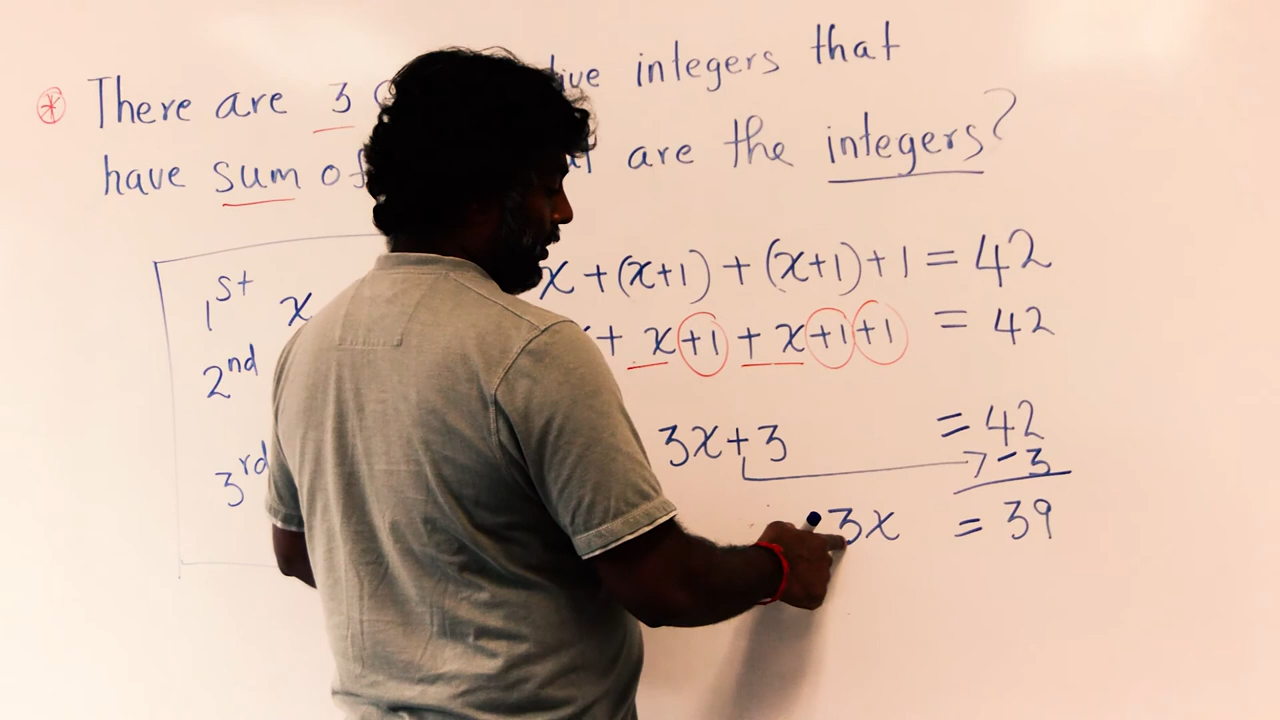 * There are 3 tive integers that
have sum of are the integers?
1st x
2nd
3rd
x + (x+1) + (x+1) + 1 = 42
+ x +1 + x +1 +1 = 42
3x + 3 = 42
- 3
3x = 39